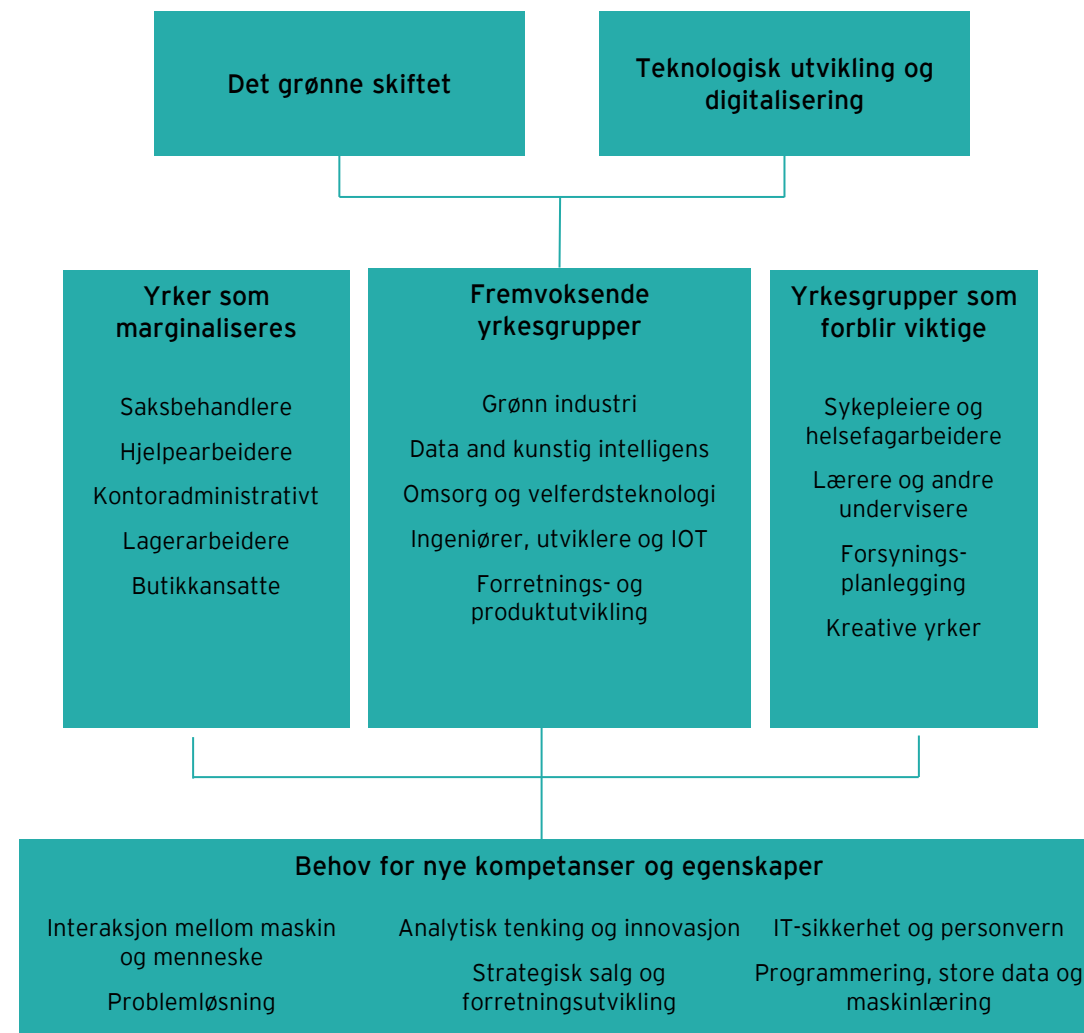 Det grønne skiftet
Teknologisk utvikling og
digitalisering
Yrker som
marginaliseres
Saksbehandlere
Hjelpearbeidere
Kontoradministrativt
Lagerarbeidere
Butikkansatte
Fremvoksende
yrkesgrupper
Grønn industri
Data and kunstig intelligens
Omsorg og velferdsteknologi
Ingeniører, utviklere og IOT
Forretnings- og
produktutvikling
Yrkesgrupper som
forblir viktige
Sykepleiere og
helsefagarbeidere
Lærere og andre
undervisere
Forsynings-
planlegging
Kreative yrker
Behov for nye kompetanser og egenskaper
Interaksjon mellom maskin
og menneske
Problemløsning
Analytisk tenking og innovasjon
Strategisk salg og
forretningsutvikling
IT-sikkerhet og personvern
Programmering, store data og
maskinlæring